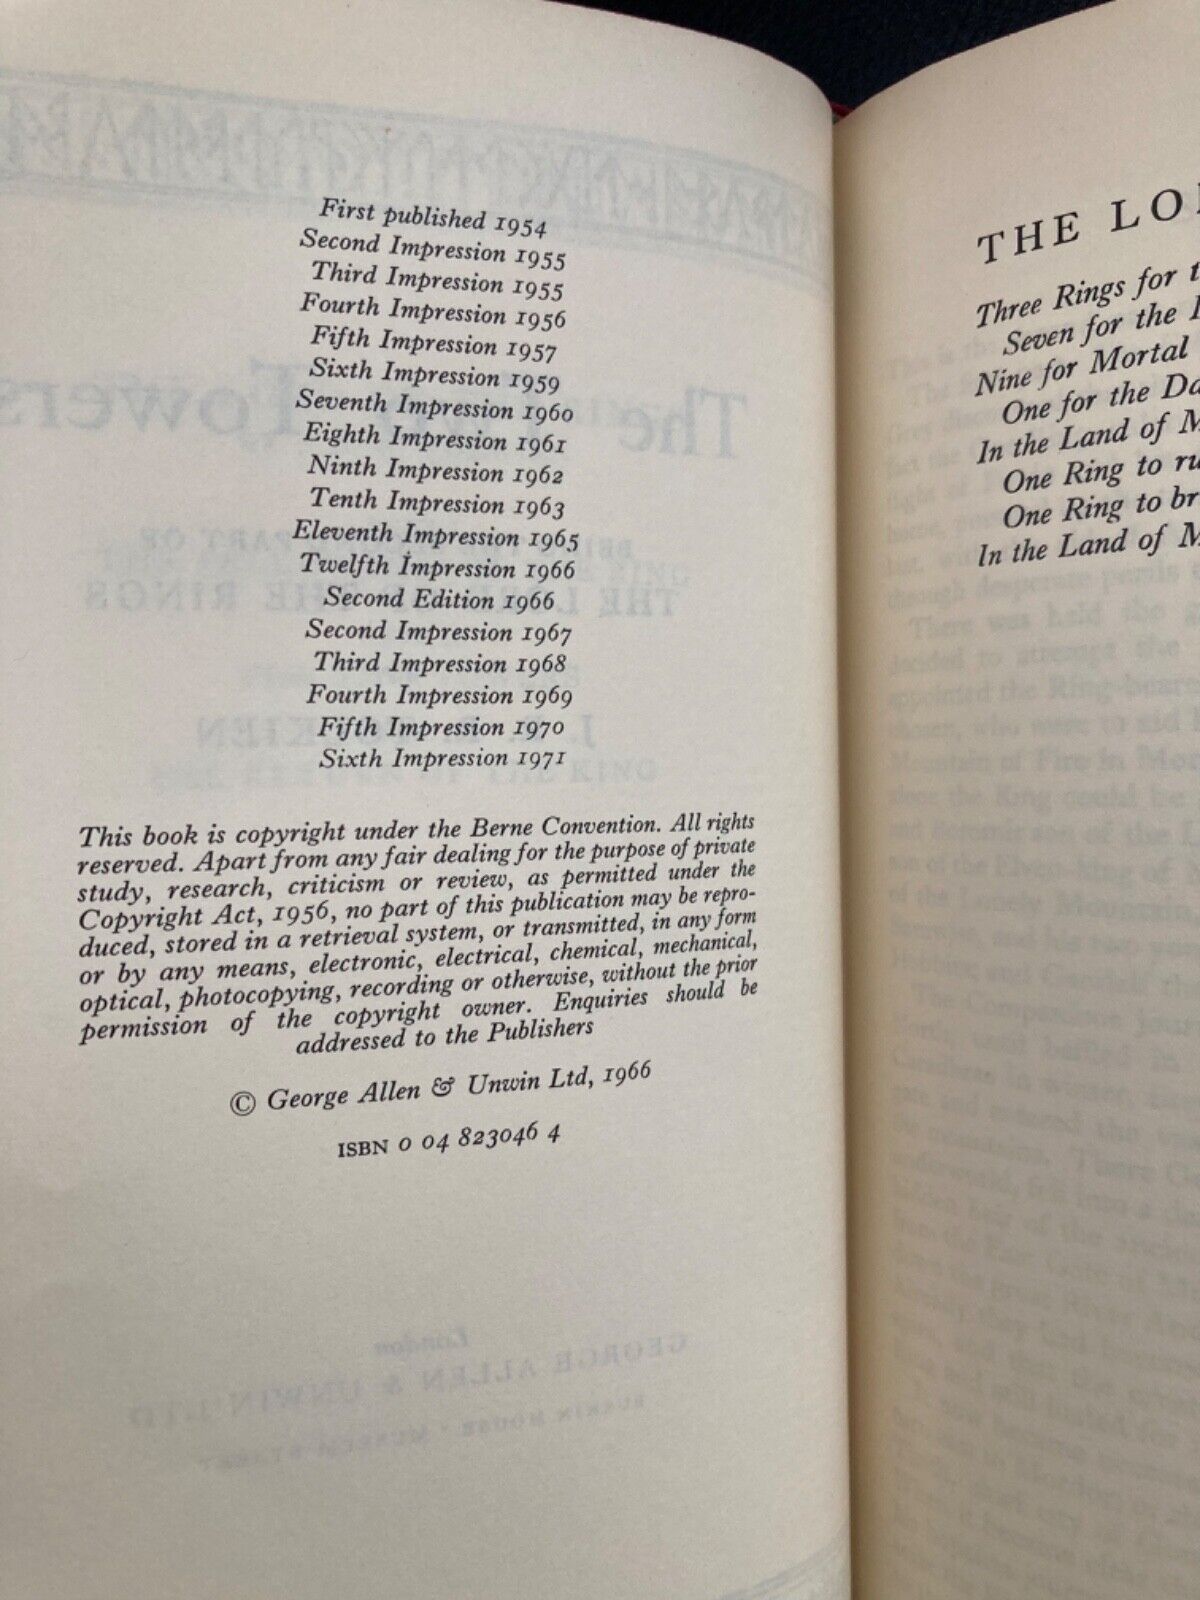 First published 1954
Second Impression 1955
Third Impression 1955
Fourth Impression 1956
Fifth Impression 1957
Sixth Impression 1959
Seventh Impression 1960
Eighth Impression 1961
Ninth Impression 1962
Tenth Impression 1963
Eleventh Impression 1965
Twelfth Impression 1966
Second Edition 1966
Second Impression 1967
Third Impression 1968
Fourth Impression 1969
Fifth Impression 1970
Sixth Impression 1971
This book is copyright under the Berne Convention. All rights
reserved. Apart from any fair dealing for the purpose of private
study, research, criticism or review, as permitted under the
Copyright Act, 1956, no part of this publication may be repro-
duced, stored in a retrieval system, or transmitted, in any form
or by any means, electronic, electrical, chemical, mechanical,
optical, photocopying, recording or otherwise, without the prior
permission of the copyright owner. Enquiries should be
addressed to the Publishers
© George Allen & Unwin Ltd, 1966
ISBN 0 04 823046 4
THE LO
Three Rings for t
Seven for the
Nine for Mortal
One for the Da
In the Land of M
One Ring to ru
One Ring to br
In the Land of M